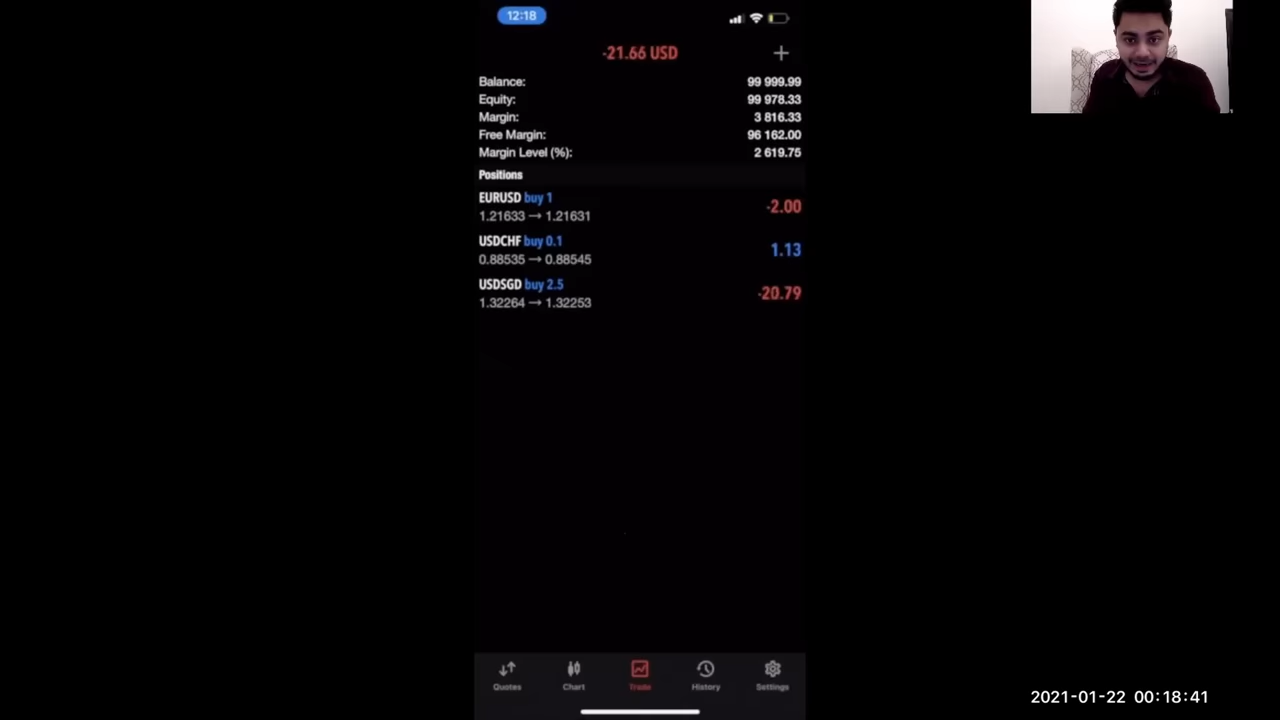 12:18
-21.66 USD
Balance: 99 999.99
Equity: 99 978.33
Margin: 3 816.33
Free Margin: 96 162.00
Margin Level (%): 2 619.75
Positions
EURUSD buy 1
1.21633 → 1.21631 -2.00
USDCHF buy 0.1
0.88535 → 0.88545 1.13
USDSGD buy 2.5
1.32264 → 1.32253 -20.79
Quotes Chart Trade History Settings
2021-01-22 00:18:41